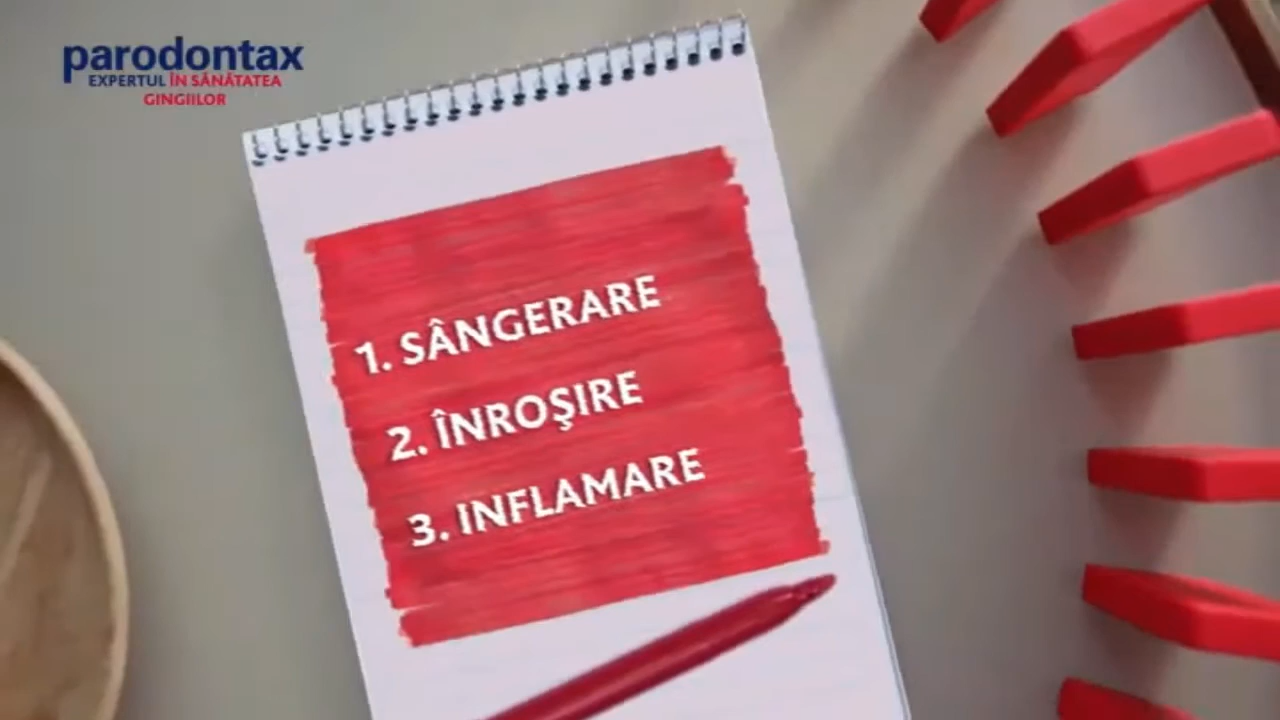 parodontax
EXPERTUL ÎN SĂNĂTATEA
GINGIILOR
1. SÂNGERARE
2. ÎNROŞIRE
3. INFLAMARE